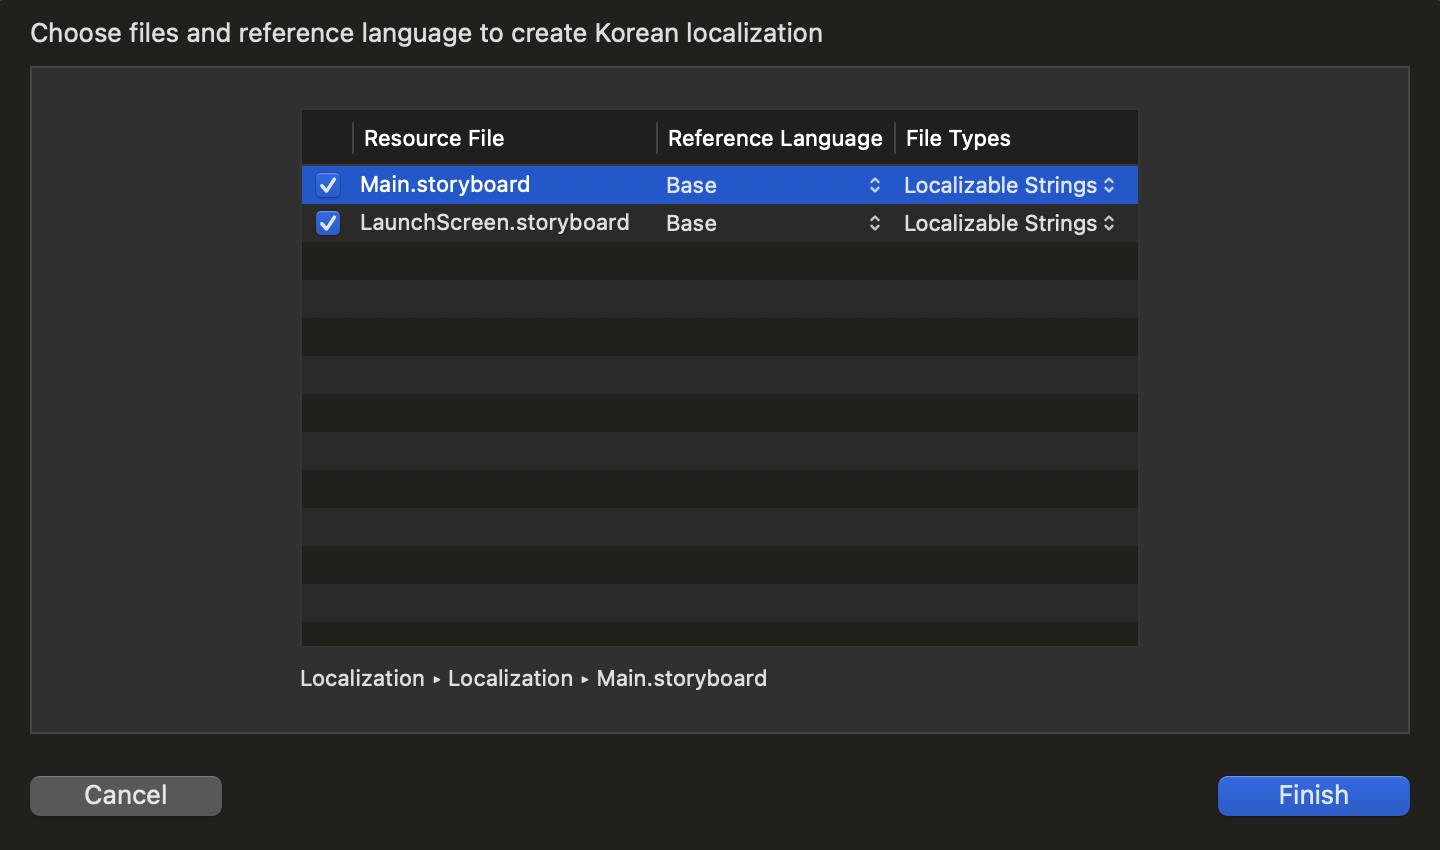 Choose files and reference language to create Korean localization
Resource File Reference Language File Types
Main.storyboard Base Localizable Strings
LaunchScreen.storyboard Base Localizable Strings
Localization ▸ Localization ▸ Main.storyboard
Cancel Finish